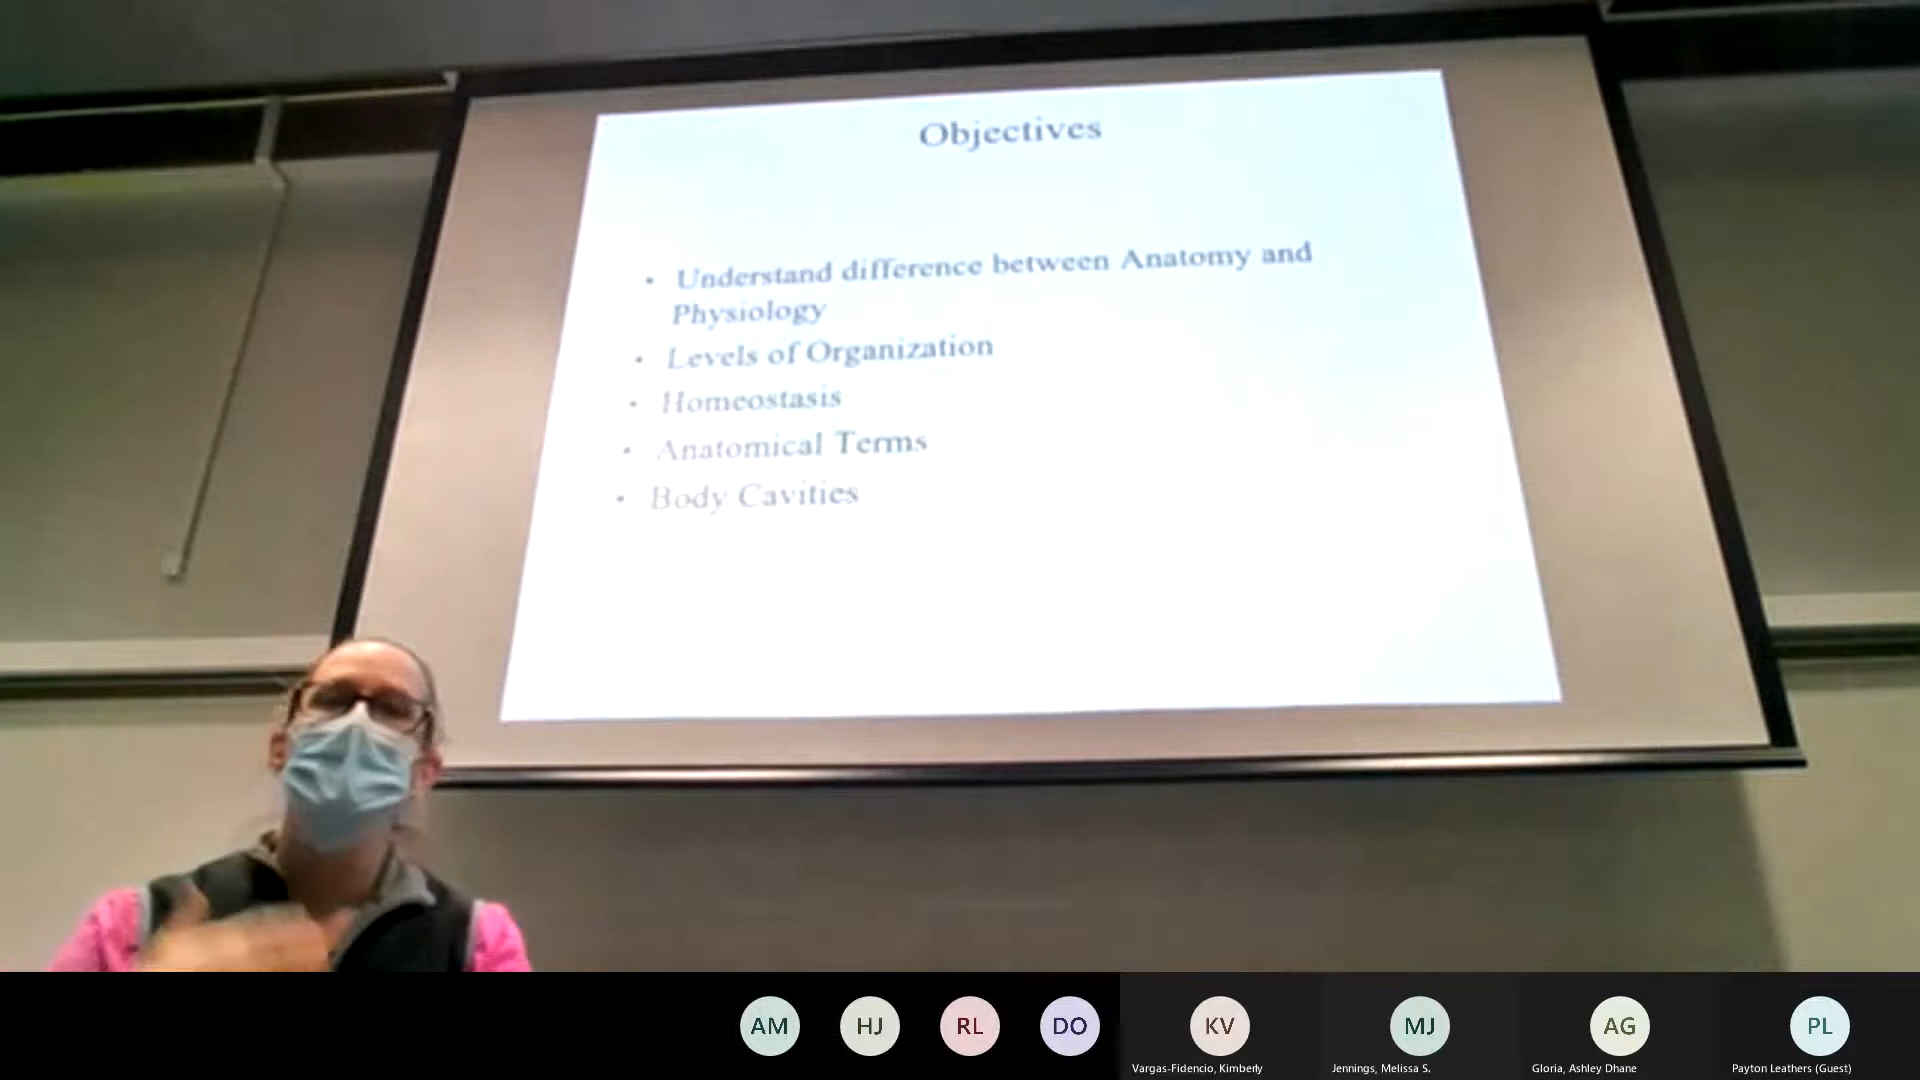 Objectives
• Understand difference between Anatomy and
Physiology
• Levels of Organization
• Homeostasis
• Anatomical Terms
• Body Cavities
AM HJ RL DO KV MJ AG PL
Vargas-Fidencio, Kimberly Jennings, Melissa S. Gloria, Ashley Dhane Payton Leathers (Guest)